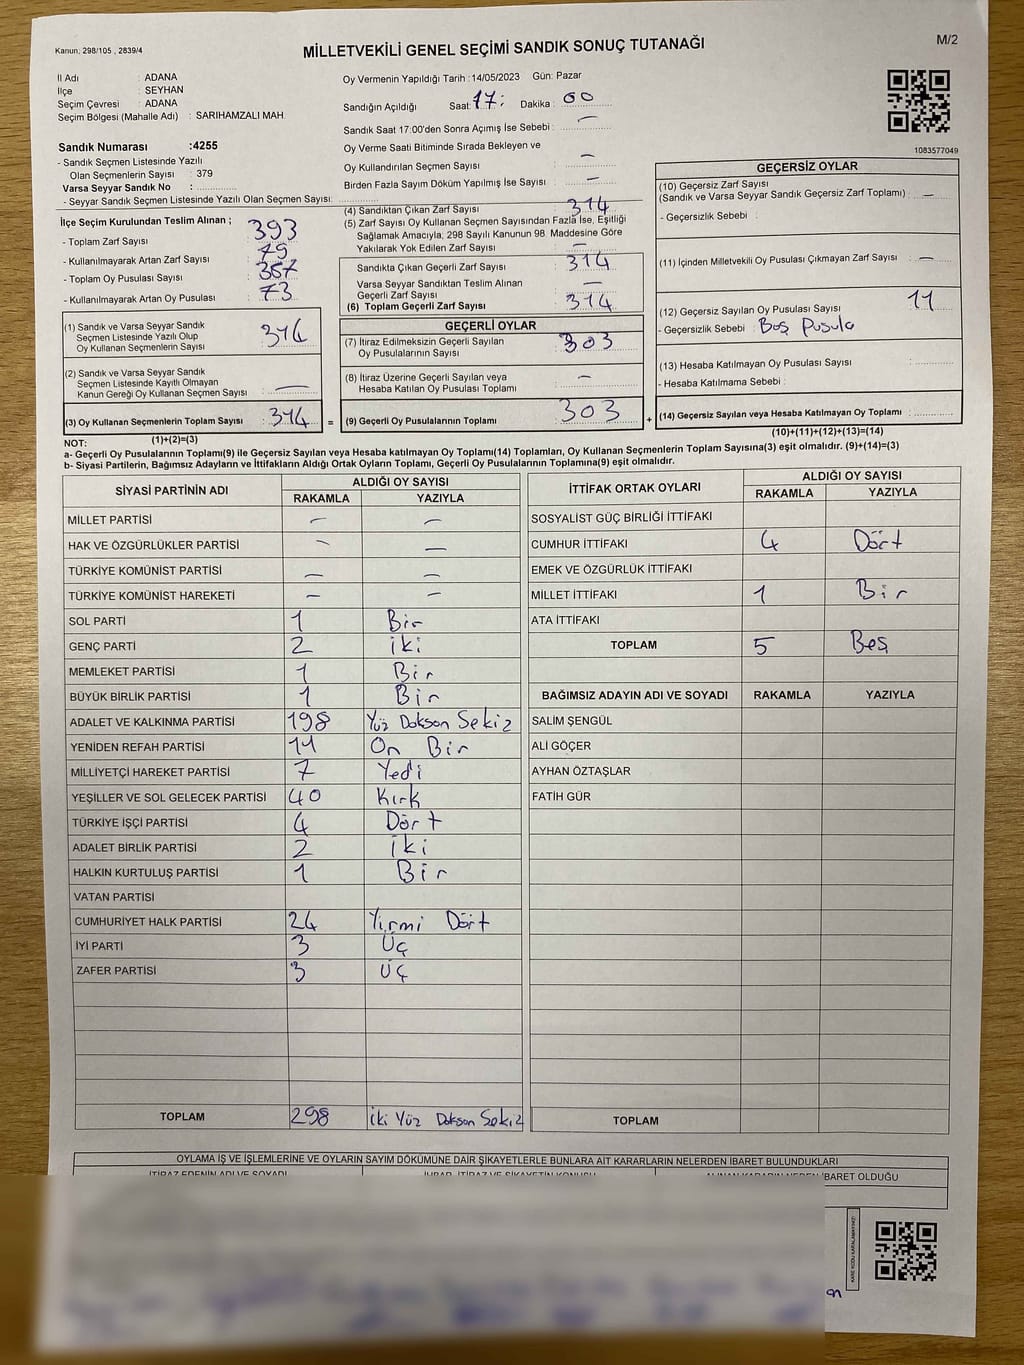 Kanun; 298/105 , 2839/4
MİLLETVEKİLİ GENEL SEÇİMİ SANDIK SONUÇ TUTANAĞI
M/2
İl Adı : ADANA
İlçe : SEYHAN
Seçim Çevresi : ADANA
Seçim Bölgesi (Mahalle Adı) : SARIHAMZALI MAH.
Sandık Numarası :4255
- Sandık Seçmen Listesinde Yazılı
Olan Seçmenlerin Sayısı : 379
Varsa Seyyar Sandık No :
- Seyyar Sandık Seçmen Listesinde Yazılı Olan Seçmen Sayısı:
Oy Vermenin Yapıldığı Tarih :14/05/2023 Gün: Pazar
Sandığın Açıldığı Saat: 17: Dakika : 00
Sandık Saat 17:00'den Sonra Açımış İse Sebebi : —
Oy Verme Saati Bitiminde Sırada Bekleyen ve
Oy Kullandırılan Seçmen Sayısı : —
Birden Fazla Sayım Döküm Yapılmış İse Sayısı : —
1083577049
İlçe Seçim Kurulundan Teslim Alınan ;
- Toplam Zarf Sayısı : 393
- Kullanılmayarak Artan Zarf Sayısı : 79
- Toplam Oy Pusulası Sayısı : 387
- Kullanılmayarak Artan Oy Pusulası : 73
(4) Sandıktan Çıkan Zarf Sayısı : 314
(5) Zarf Sayısı Oy Kullanan Seçmen Sayısından Fazla İse, Eşitliği
Sağlamak Amacıyla; 298 Sayılı Kanunun 98. Maddesine Göre
Yakılarak Yok Edilen Zarf Sayısı : —
Sandıkta Çıkan Geçerli Zarf Sayısı : 314
Varsa Seyyar Sandıktan Teslim Alınan
Geçerli Zarf Sayısı : —
(6) Toplam Geçerli Zarf Sayısı : 314
GEÇERSİZ OYLAR
(10) Geçersiz Zarf Sayısı
(Sandık ve Varsa Seyyar Sandık Geçersiz Zarf Toplamı) : —
- Geçersizlik Sebebi :
(11) İçinden Milletvekili Oy Pusulası Çıkmayan Zarf Sayısı : —
(12) Geçersiz Sayılan Oy Pusulası Sayısı : 11
- Geçersizlik Sebebi : Boş Pusula
(13) Hesaba Katılmayan Oy Pusulası Sayısı :
- Hesaba Katılmama Sebebi :
(14) Geçersiz Sayılan veya Hesaba Katılmayan Oy Toplamı :
(10)+(11)+(12)+(13)=(14)
(1) Sandık ve Varsa Seyyar Sandık
Seçmen Listesinde Yazılı Olup
Oy Kullanan Seçmenlerin Sayısı : 314
(2) Sandık ve Varsa Seyyar Sandık
Seçmen Listesinde Kayıtlı Olmayan
Kanun Gereği Oy Kullanan Seçmen Sayısı : —
(3) Oy Kullanan Seçmenlerin Toplam Sayısı : 314 =
(1)+(2)=(3)
GEÇERLİ OYLAR
(7) İtiraz Edilmeksizin Geçerli Sayılan
Oy Pusulalarının Sayısı : 303
(8) İtiraz Üzerine Geçerli Sayılan veya
Hesaba Katılan Oy Pusulası Toplamı : —
(9) Geçerli Oy Pusulalarının Toplamı : 303 +
NOT:
a- Geçerli Oy Pusulalarının Toplamı(9) ile Geçersiz Sayılan veya Hesaba katılmayan Oy Toplamı(14) Toplamları, Oy Kullanan Seçmenlerin Toplam Sayısına(3) eşit olmalıdır. (9)+(14)=(3)
b- Siyasi Partilerin, Bağımsız Adayların ve İttifakların Aldığı Ortak Oyların Toplamı, Geçerli Oy Pusulalarının Toplamına(9) eşit olmalıdır.
SİYASİ PARTİNİN ADI ALDIĞI OY SAYISI
RAKAMLA YAZIYLA
MİLLET PARTİSİ — —
HAK VE ÖZGÜRLÜKLER PARTİSİ — —
TÜRKİYE KOMÜNİST PARTİSİ — —
TÜRKİYE KOMÜNİST HAREKETİ — —
SOL PARTİ 1 Bir
GENÇ PARTİ 2 iki
MEMLEKET PARTİSİ 1 Bir
BÜYÜK BİRLİK PARTİSİ 1 Bir
ADALET VE KALKINMA PARTİSİ 198 Yüz Dokson Sekiz
YENİDEN REFAH PARTİSİ 11 On Bir
MİLLİYETÇİ HAREKET PARTİSİ 7 Yedi
YEŞİLLER VE SOL GELECEK PARTİSİ 40 Kırk
TÜRKİYE İŞÇİ PARTİSİ 4 Dört
ADALET BİRLİK PARTİSİ 2 iki
HALKIN KURTULUŞ PARTİSİ 1 Bir
VATAN PARTİSİ
CUMHURİYET HALK PARTİSİ 24 Yirmi Dört
İYİ PARTİ 3 Üç
ZAFER PARTİSİ 3 Üç
TOPLAM 298 iki Yüz Dokson Sekiz
İTTİFAK ORTAK OYLARI ALDIĞI OY SAYISI
RAKAMLA YAZIYLA
SOSYALİST GÜÇ BİRLİĞİ İTTİFAKI
CUMHUR İTTİFAKI 4 Dört
EMEK VE ÖZGÜRLÜK İTTİFAKI
MİLLET İTTİFAKI 1 Bir
ATA İTTİFAKI
TOPLAM 5 Beş
BAĞIMSIZ ADAYIN ADI VE SOYADI RAKAMLA YAZIYLA
SALİM ŞENGÜL
ALİ GÖÇER
AYHAN ÖZTAŞLAR
FATİH GÜR
TOPLAM
OYLAMA İŞ VE İŞLEMLERİNE VE OYLARIN SAYIM DÖKÜMÜNE DAİR ŞİKAYETLERLE BUNLARA AİT KARARLARIN NELERDEN İBARET BULUNDUKLARI
İTİRAZ EDENİN ADI VE SOYADI İHBAR, İTİRAZ VE ŞİKAYETİN KONUSU ALINAN KARARIN NEDEN İBARET OLDUĞU
KARE KODU KARALAMAYINIZ!